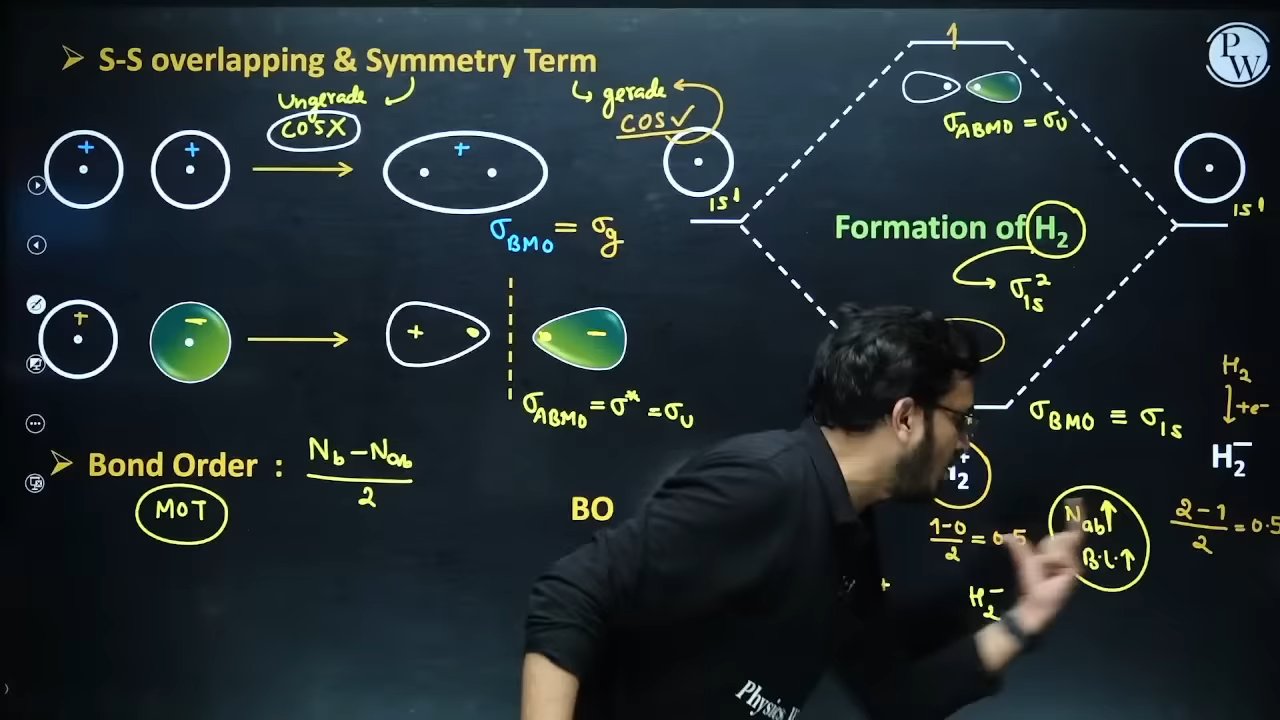 ➤ S-S overlapping & Symmetry Term
ungerade
COS X
gerade
COS ✓
+ +
+
σBMO = σg
+ −
+ −
σABMO = σ* = σu
➤ Bond Order : Nb − Nab / 2
MOT
BO
1
σABMO = σu
1s¹
1s¹
Formation of H₂
σ1s²
σBMO ≡ σ1s
H₂
↓ +e⁻
H₂⁻
1-0 / 2 = 0.5
Nab↑
B.L.↑
2-1 / 2 = 0.5
+
H₂⁻
PW